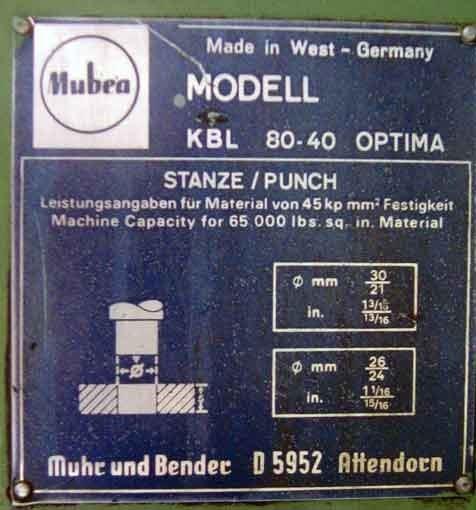 Made in West - Germany
Mubea
MODELL
KBL 80-40 OPTIMA
STANZE / PUNCH
Leistungsangaben für Material von 45 kp mm² Festigkeit
Machine Capacity for 65.000 lbs. sq. in. Material
Ø mm 30/21
in. 1 3/16 / 13/16
Ø
s
Ø mm 26/24
in. 1 1/16 / 15/16
Muhr und Bender D 5952 Attendorn